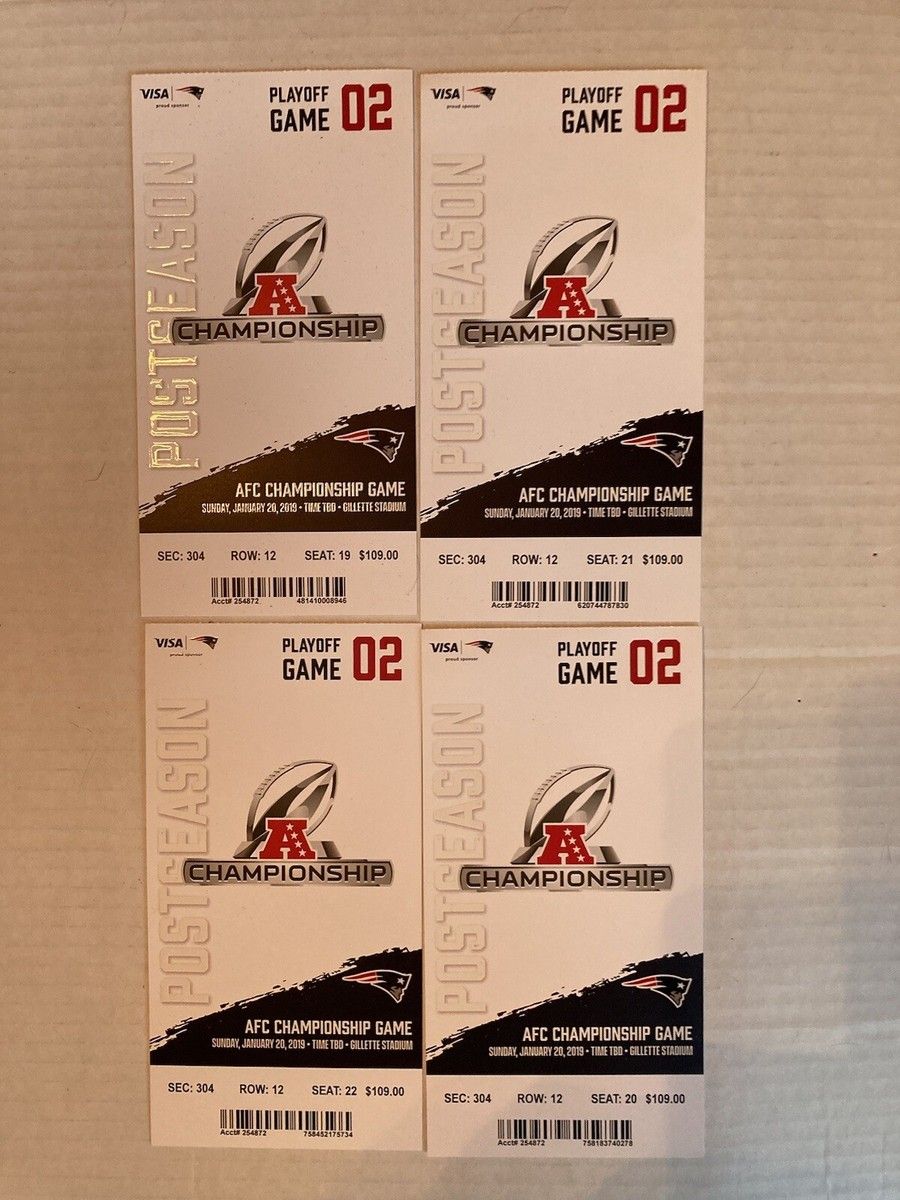 VISA
proud sponsor
PLAYOFF
GAME 02
POSTSEASON
A
CHAMPIONSHIP
AFC CHAMPIONSHIP GAME
SUNDAY, JANUARY 20, 2019 • TIME TBD • GILLETTE STADIUM
SEC: 304 ROW: 12 SEAT: 19 $109.00
Acct# 254872 481410008946
VISA
proud sponsor
PLAYOFF
GAME 02
POSTSEASON
A
CHAMPIONSHIP
AFC CHAMPIONSHIP GAME
SUNDAY, JANUARY 20, 2019 • TIME TBD • GILLETTE STADIUM
SEC: 304 ROW: 12 SEAT: 21 $109.00
Acct# 254872 620744787830
VISA
proud sponsor
PLAYOFF
GAME 02
POSTSEASON
A
CHAMPIONSHIP
AFC CHAMPIONSHIP GAME
SUNDAY, JANUARY 20, 2019 • TIME TBD • GILLETTE STADIUM
SEC: 304 ROW: 12 SEAT: 22 $109.00
Acct# 254872 758452175734
VISA
proud sponsor
PLAYOFF
GAME 02
POSTSEASON
A
CHAMPIONSHIP
AFC CHAMPIONSHIP GAME
SUNDAY, JANUARY 20, 2019 • TIME TBD • GILLETTE STADIUM
SEC: 304 ROW: 12 SEAT: 20 $109.00
Acct# 254872 758183740278